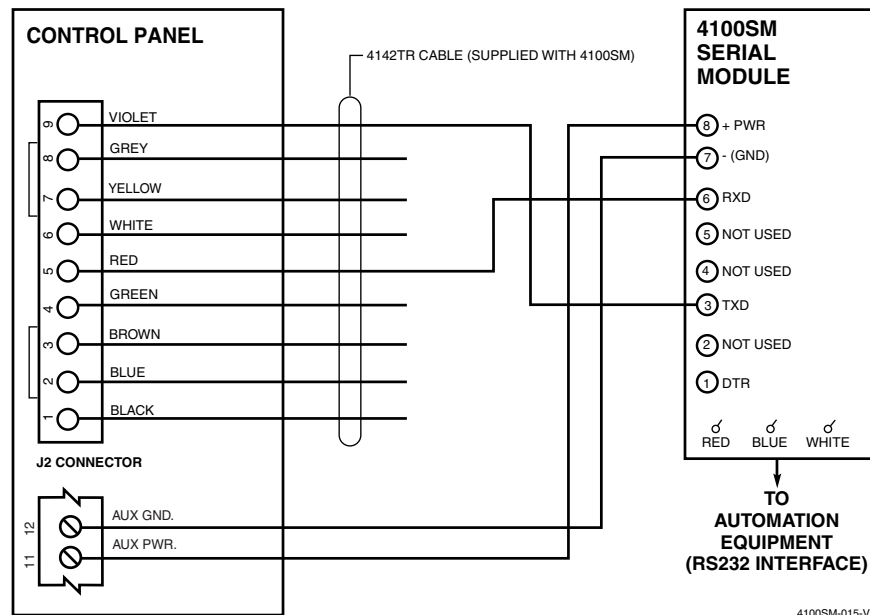 CONTROL PANEL
4142TR CABLE (SUPPLIED WITH 4100SM)
9 VIOLET
8 GREY
7 YELLOW
6 WHITE
5 RED
4 GREEN
3 BROWN
2 BLUE
1 BLACK
J2 CONNECTOR
12 AUX GND.
11 AUX PWR.
4100SM
SERIAL
MODULE
8 + PWR
7 - (GND)
6 RXD
5 NOT USED
4 NOT USED
3 TXD
2 NOT USED
1 DTR
RED BLUE WHITE
TO
AUTOMATION
EQUIPMENT
(RS232 INTERFACE)
4100SM-015-V